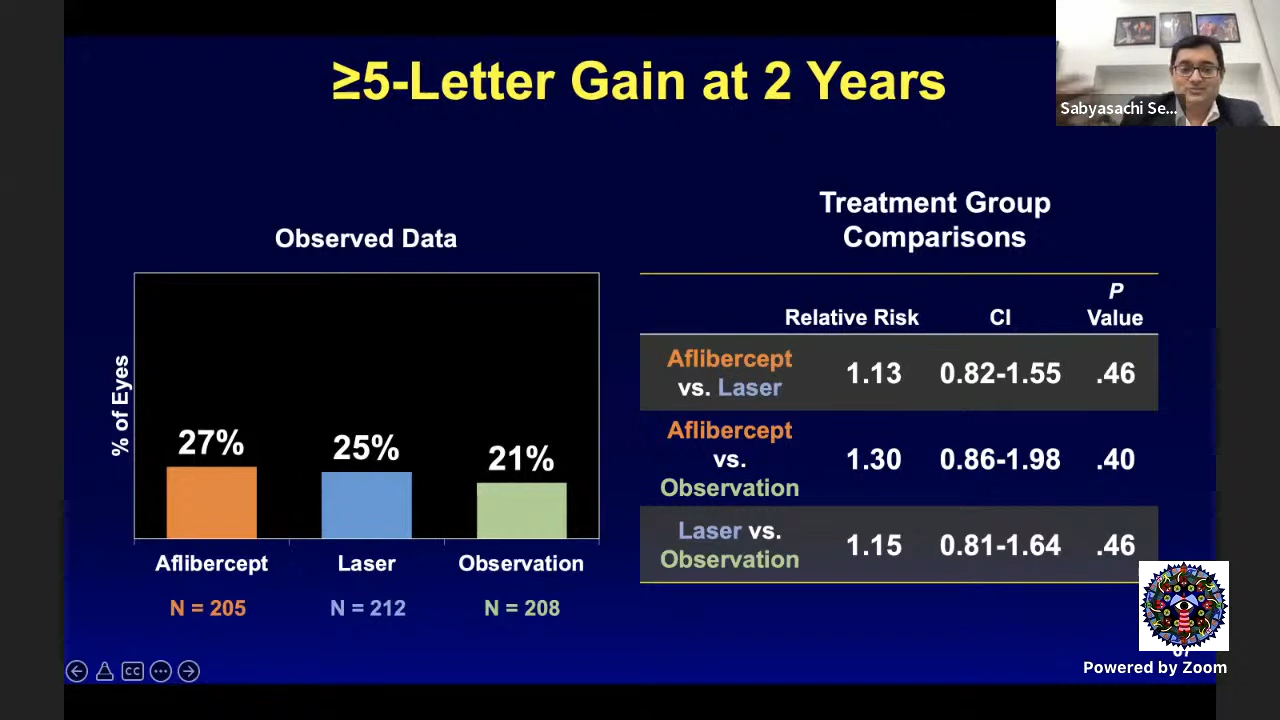 ≥5-Letter Gain at 2 Years
Sabyasachi Se...
Observed Data
% of Eyes
27%
25%
21%
Aflibercept
Laser
Observation
N = 205
N = 212
N = 208
Treatment Group
Comparisons
Relative Risk
CI
P
Value
Aflibercept
vs. Laser
1.13
0.82-1.55
.46
Aflibercept
vs.
Observation
1.30
0.86-1.98
.40
Laser vs.
Observation
1.15
0.81-1.64
.46
CC
Powered by Zoom